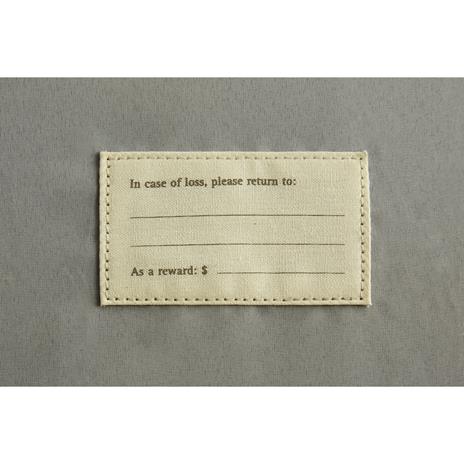 In case of loss, please return to:
As a reward: $